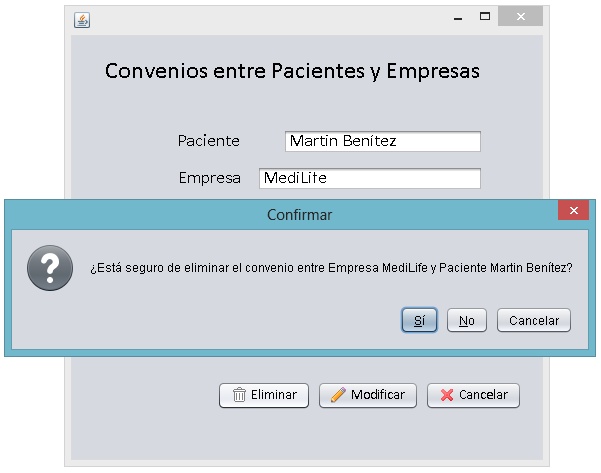 Convenios entre Pacientes y Empresas
Paciente Martin Benítez
Empresa MediLife
Confirmar
¿Está seguro de eliminar el convenio entre Empresa MediLife y Paciente Martin Benítez?
Sí No Cancelar
Eliminar Modificar Cancelar